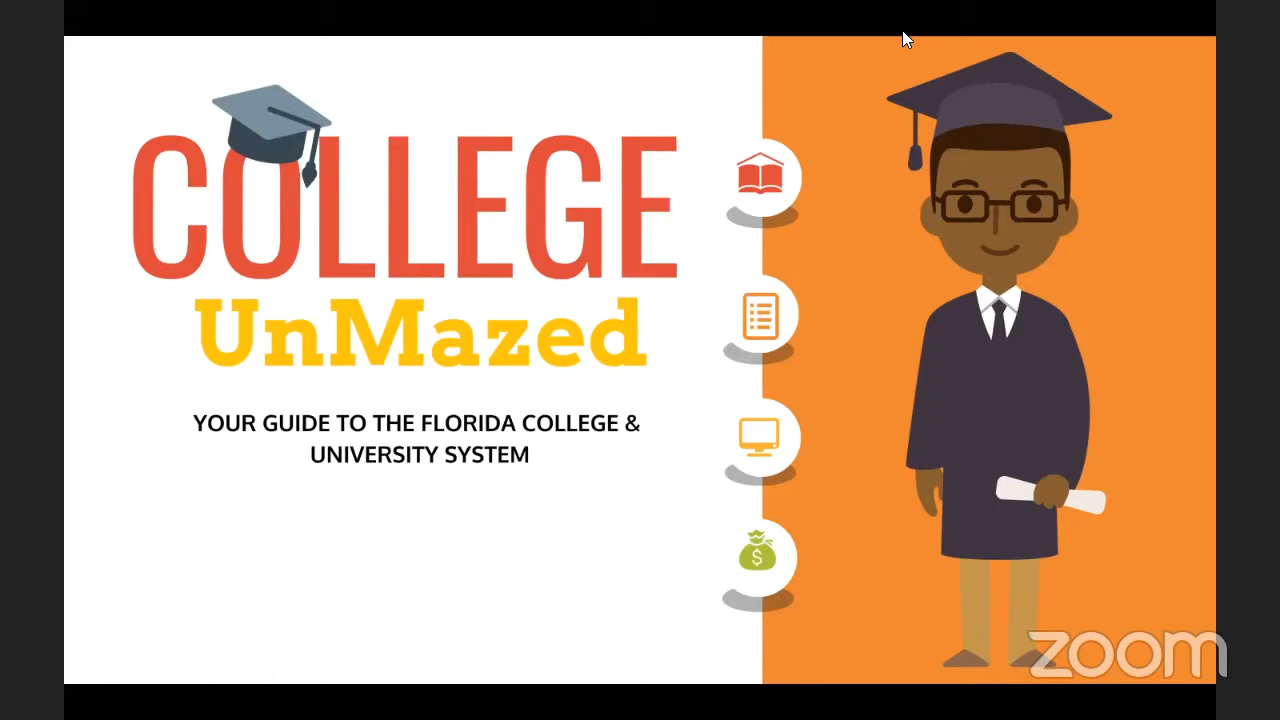 COLLEGE
UnMazed
YOUR GUIDE TO THE FLORIDA COLLEGE &
UNIVERSITY SYSTEM
$
zoom